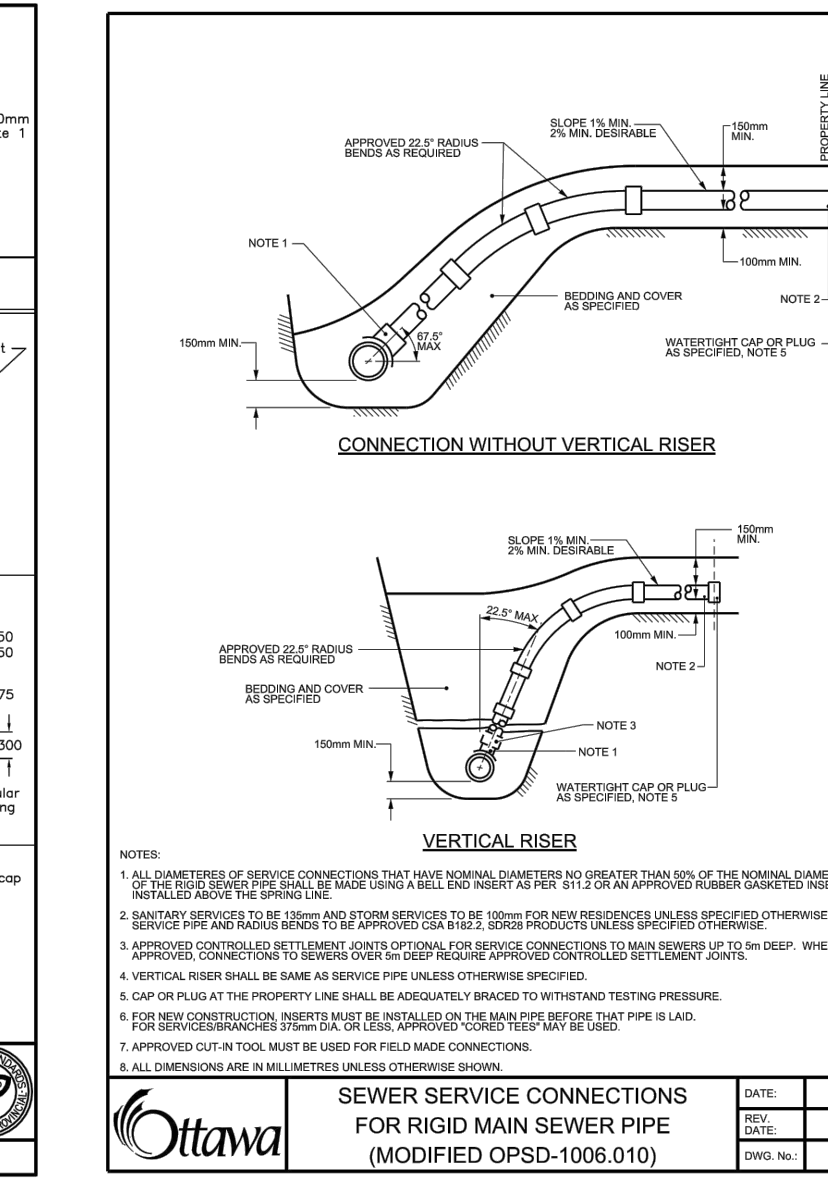 0mm
te 1
t
50
50
75
300
ular
ng
cap
PROPERTY LINE
SLOPE 1% MIN.
2% MIN. DESIRABLE
150mm
MIN.
APPROVED 22.5° RADIUS
BENDS AS REQUIRED
NOTE 1
100mm MIN.
BEDDING AND COVER
AS SPECIFIED
NOTE 2
150mm MIN.
67.5°
MAX
WATERTIGHT CAP OR PLUG
AS SPECIFIED, NOTE 5
CONNECTION WITHOUT VERTICAL RISER
150mm
MIN.
SLOPE 1% MIN.
2% MIN. DESIRABLE
22.5° MAX.
100mm MIN.
APPROVED 22.5° RADIUS
BENDS AS REQUIRED
NOTE 2
BEDDING AND COVER
AS SPECIFIED
NOTE 3
150mm MIN.
NOTE 1
WATERTIGHT CAP OR PLUG
AS SPECIFIED, NOTE 5
VERTICAL RISER
NOTES:
1. ALL DIAMETERES OF SERVICE CONNECTIONS THAT HAVE NOMINAL DIAMETERS NO GREATER THAN 50% OF THE NOMINAL DIAME
OF THE RIGID SEWER PIPE SHALL BE MADE USING A BELL END INSERT AS PER S11.2 OR AN APPROVED RUBBER GASKETED INSE
INSTALLED ABOVE THE SPRING LINE.
2. SANITARY SERVICES TO BE 135mm AND STORM SERVICES TO BE 100mm FOR NEW RESIDENCES UNLESS SPECIFIED OTHERWISE
SERVICE PIPE AND RADIUS BENDS TO BE APPROVED CSA B182.2, SDR28 PRODUCTS UNLESS SPECIFIED OTHERWISE.
3. APPROVED CONTROLLED SETTLEMENT JOINTS OPTIONAL FOR SERVICE CONNECTIONS TO MAIN SEWERS UP TO 5m DEEP. WHE
APPROVED, CONNECTIONS TO SEWERS OVER 5m DEEP REQUIRE APPROVED CONTROLLED SETTLEMENT JOINTS.
4. VERTICAL RISER SHALL BE SAME AS SERVICE PIPE UNLESS OTHERWISE SPECIFIED.
5. CAP OR PLUG AT THE PROPERTY LINE SHALL BE ADEQUATELY BRACED TO WITHSTAND TESTING PRESSURE.
6. FOR NEW CONSTRUCTION, INSERTS MUST BE INSTALLED ON THE MAIN PIPE BEFORE THAT PIPE IS LAID.
FOR SERVICES/BRANCHES 375mm DIA. OR LESS, APPROVED "CORED TEES" MAY BE USED.
7. APPROVED CUT-IN TOOL MUST BE USED FOR FIELD MADE CONNECTIONS.
8. ALL DIMENSIONS ARE IN MILLIMETRES UNLESS OTHERWISE SHOWN.
Ottawa
SEWER SERVICE CONNECTIONS
FOR RIGID MAIN SEWER PIPE
(MODIFIED OPSD-1006.010)
DATE:
REV.
DATE:
DWG. No.: